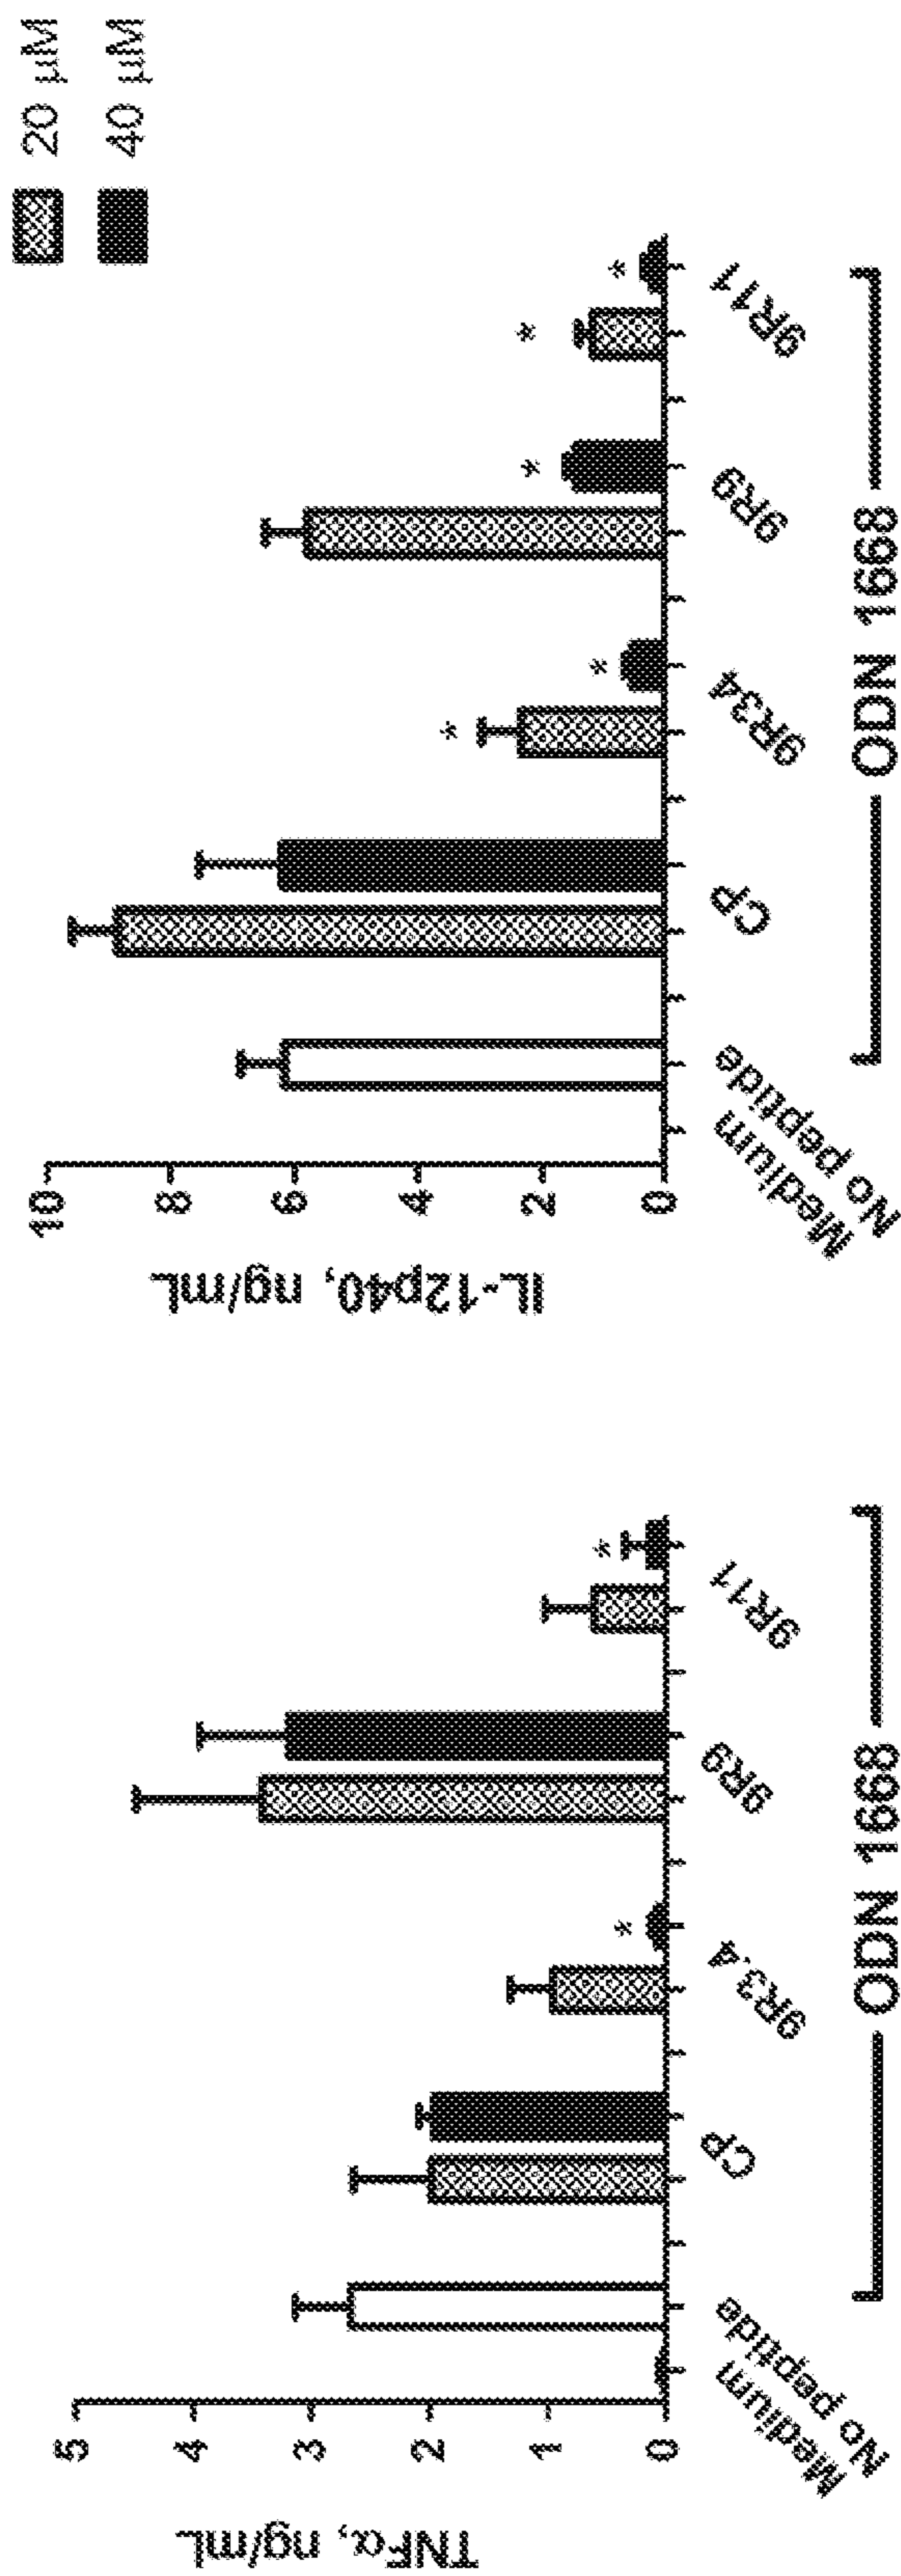 20 µM
40 µM
TNFα, ng/mL
5
4
3
2
1
0
Medium
No peptide
CP
9R3.4
9R9
9R11
ODN 1668
*
*
IL-12p40, ng/mL
10
8
6
4
2
0
Medium
No peptide
CP
9R34
9R9
9R11
ODN 1668
*
*
*
*
*